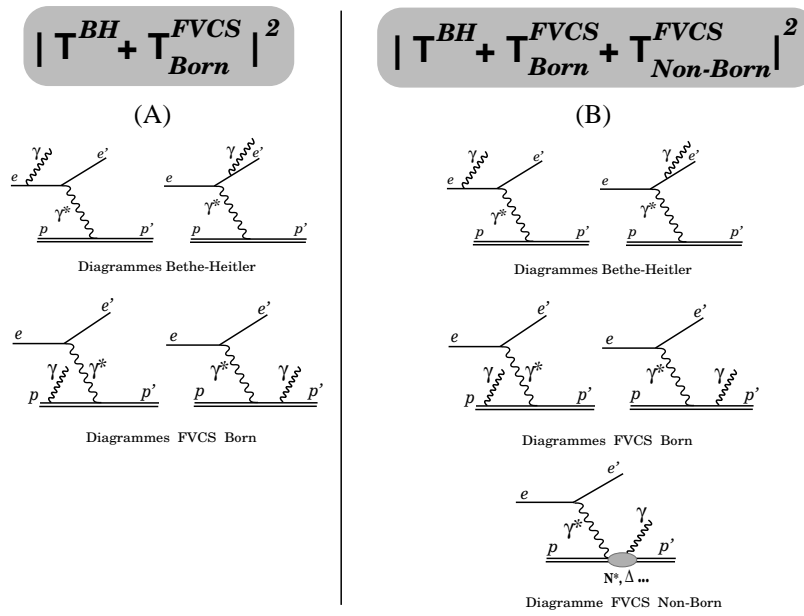 | T^BH + T^FVCS_Born |^2
(A)
γ
e
e'
γ*
p
p'
γ
e'
e
γ*
p
p'
Diagrammes Bethe-Heitler
e'
e
γ
γ*
p
p'
e'
e
γ*
γ
p
p'
Diagrammes FVCS Born
| T^BH + T^FVCS_Born + T^FVCS_Non-Born |^2
(B)
γ
e
e'
γ*
p
p'
γ
e'
e
γ*
p
p'
Diagrammes Bethe-Heitler
e'
e
γ
γ*
p
p'
e'
e
γ*
γ
p
p'
Diagrammes FVCS Born
e'
e
γ*
γ
p
p'
N*, Δ ...
Diagramme FVCS Non-Born